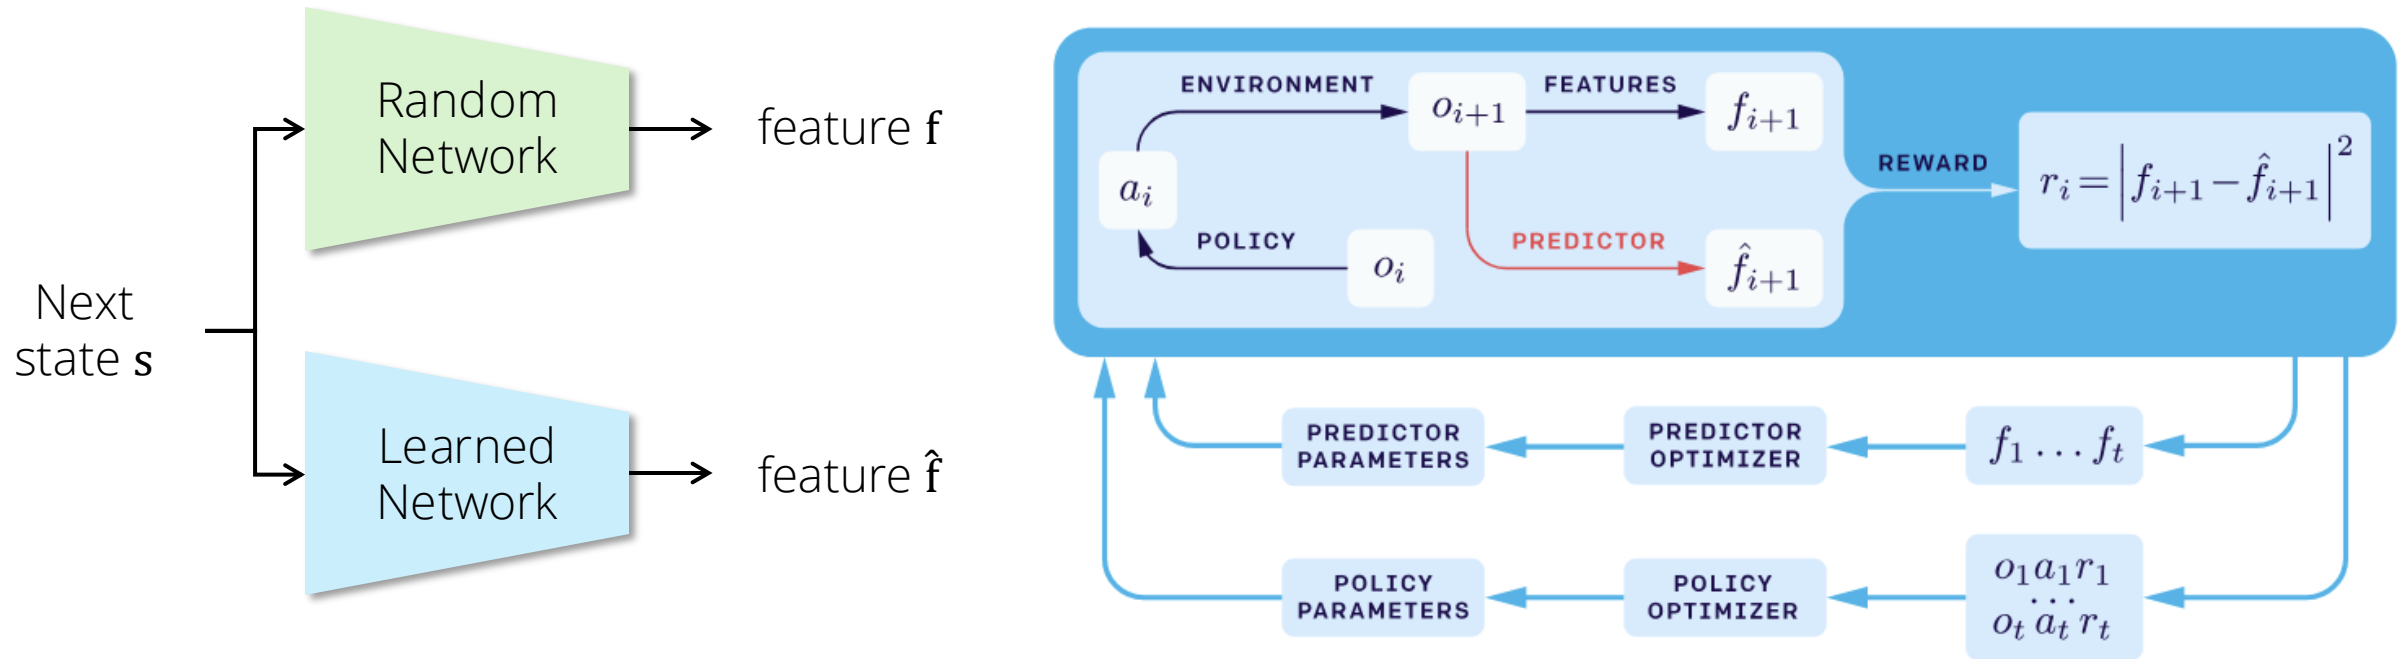 Random
Network
feature f
Next
state s
Learned
Network
feature f̂
ENVIRONMENT
o_{i+1}
FEATURES
f_{i+1}
a_i
REWARD
r_i = |f_{i+1} − f̂_{i+1}|^2
POLICY
o_i
PREDICTOR
f̂_{i+1}
PREDICTOR
PARAMETERS
PREDICTOR
OPTIMIZER
f_1 ... f_t
POLICY
PARAMETERS
POLICY
OPTIMIZER
o_1 a_1 r_1
...
o_t a_t r_t